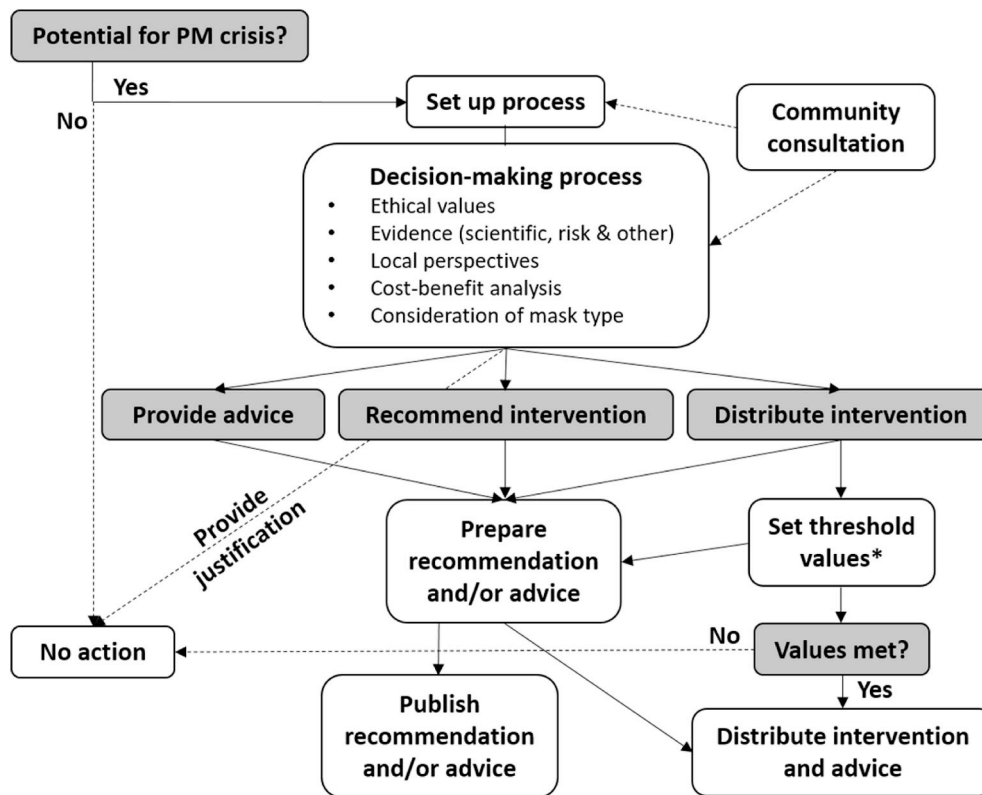 Potential for PM crisis?
Yes
No
Set up process
Community
consultation
Decision-making process
• Ethical values
• Evidence (scientific, risk & other)
• Local perspectives
• Cost-benefit analysis
• Consideration of mask type
Provide advice
Recommend intervention
Distribute intervention
Provide
justification
Prepare
recommendation
and/or advice
Set threshold
values*
No action
No
Values met?
Yes
Publish
recommendation
and/or advice
Distribute intervention
and advice